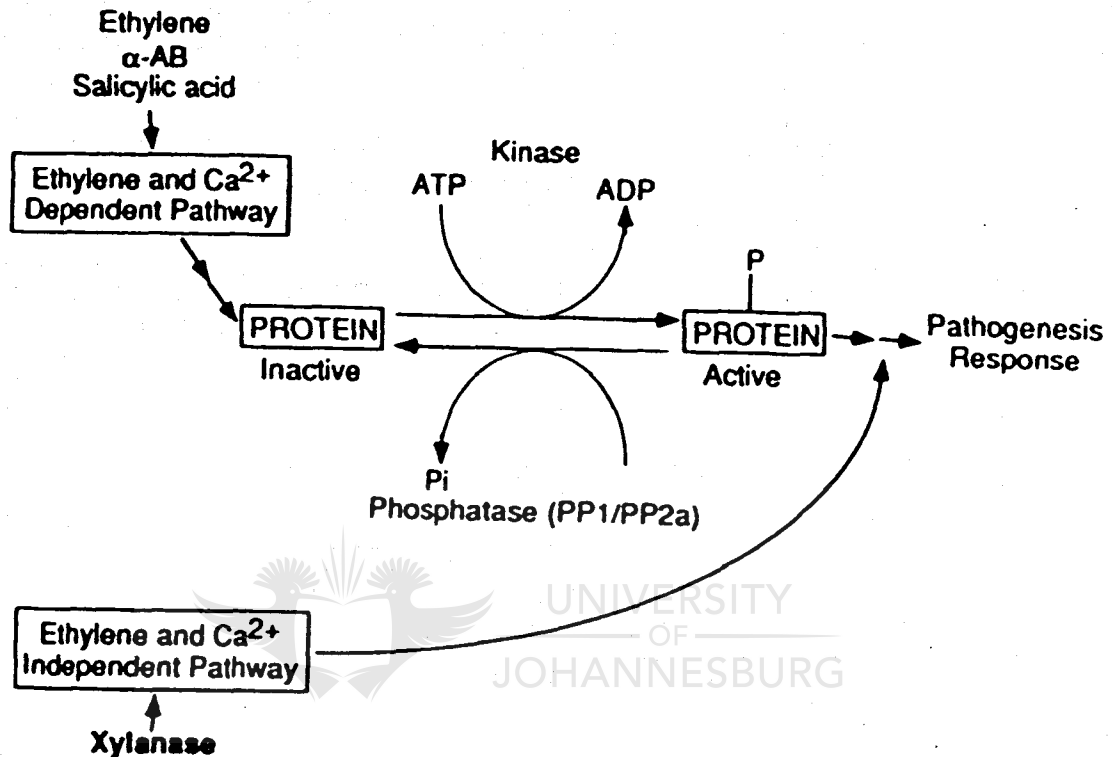 Ethylene
α-AB
Salicylic acid
Ethylene and Ca2+
Dependent Pathway
Kinase
ATP
ADP
PROTEIN
Inactive
P
PROTEIN
Active
Pathogenesis
Response
Pi
Phosphatase (PP1/PP2a)
UNIVERSITY
OF
JOHANNESBURG
Ethylene and Ca2+
Independent Pathway
Xylanase